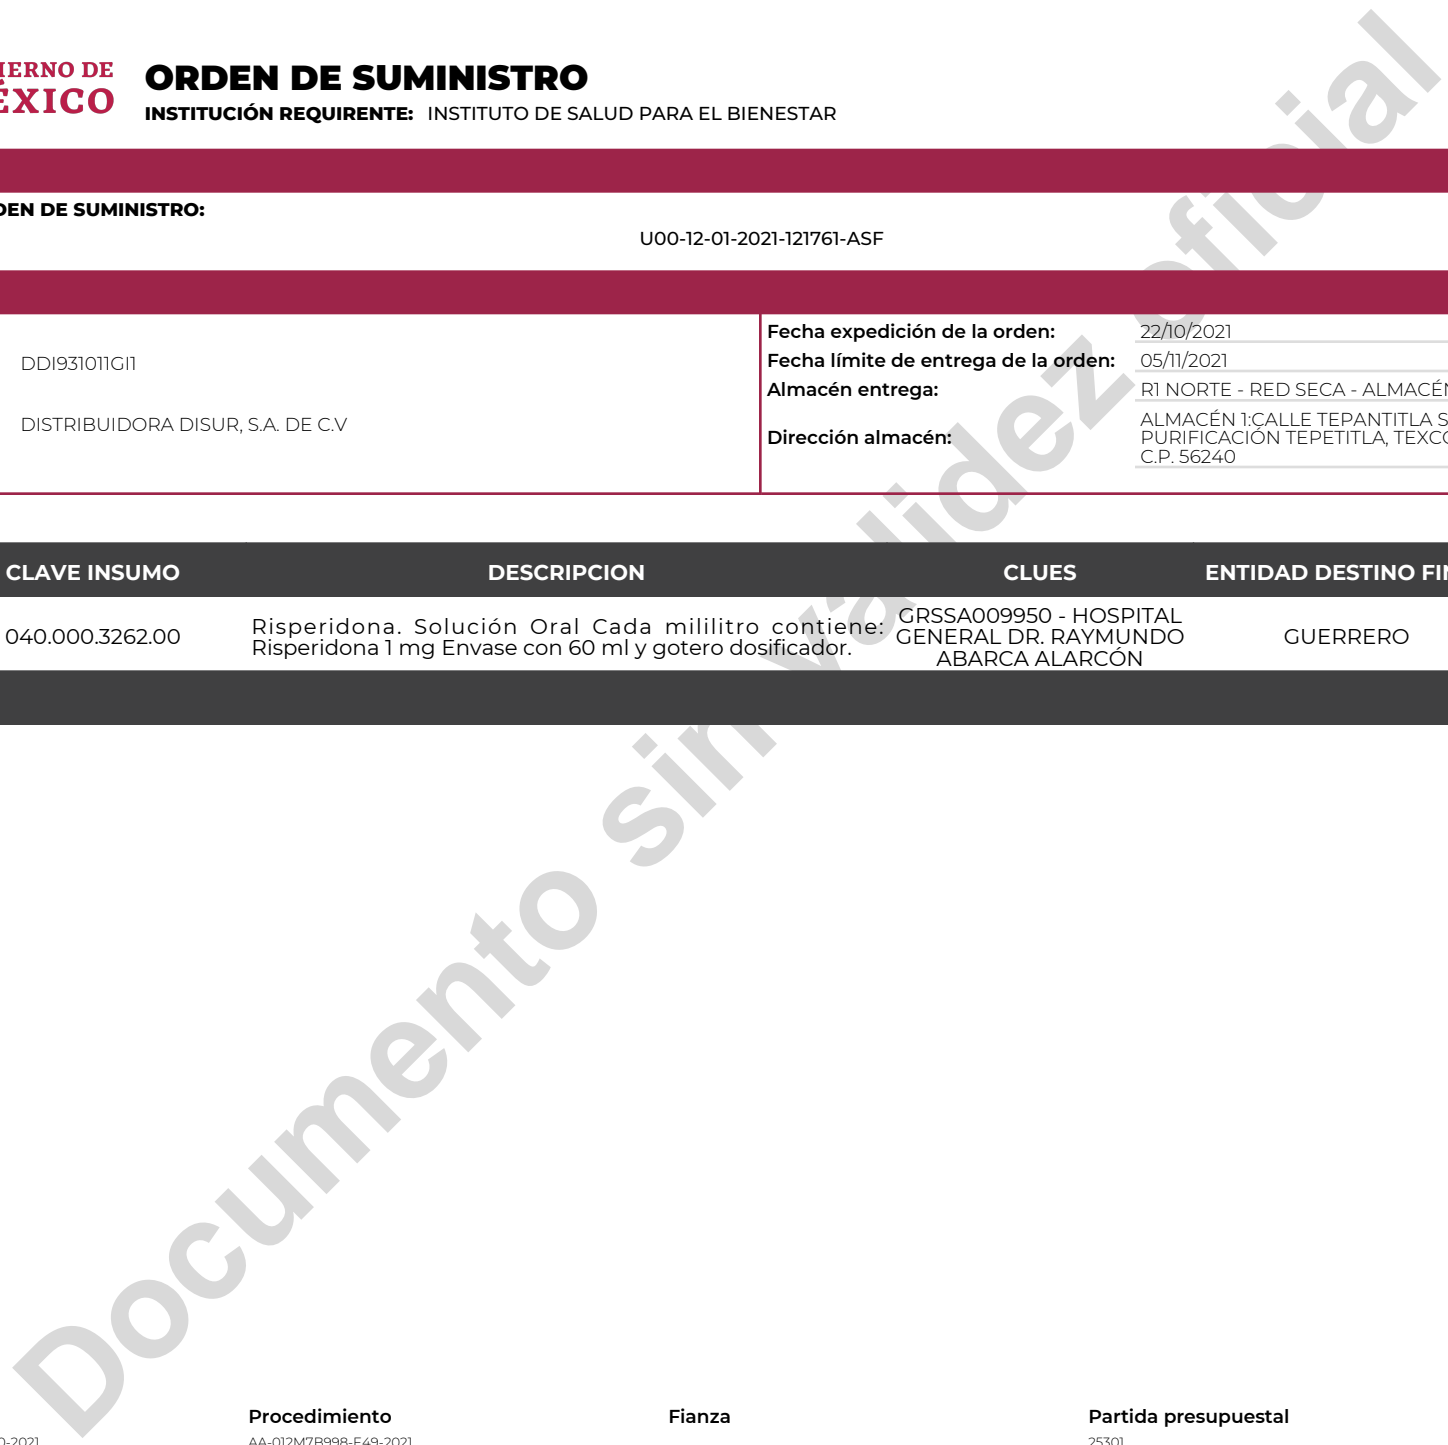 IERNO DE
ÉXICO
ORDEN DE SUMINISTRO
INSTITUCIÓN REQUIRENTE: INSTITUTO DE SALUD PARA EL BIENESTAR
DEN DE SUMINISTRO:
U00-12-01-2021-121761-ASF
DDI931011GI1
DISTRIBUIDORA DISUR, S.A. DE C.V
Fecha expedición de la orden: 22/10/2021
Fecha límite de entrega de la orden: 05/11/2021
Almacén entrega: R1 NORTE - RED SECA - ALMACÉN
Dirección almacén: ALMACÉN 1:CALLE TEPANTITLA S
PURIFICACIÓN TEPETITLA, TEXCO
C.P. 56240
CLAVE INSUMO DESCRIPCION CLUES ENTIDAD DESTINO FIN
040.000.3262.00
Risperidona. Solución Oral Cada mililitro contiene:
Risperidona 1 mg Envase con 60 ml y gotero dosificador.
GRSSA009950 - HOSPITAL
GENERAL DR. RAYMUNDO
ABARCA ALARCÓN
GUERRERO
Documento sin validez oficial
Procedimiento Fianza Partida presupuestal
0-2021 AA-012M7B998-E49-2021 25301